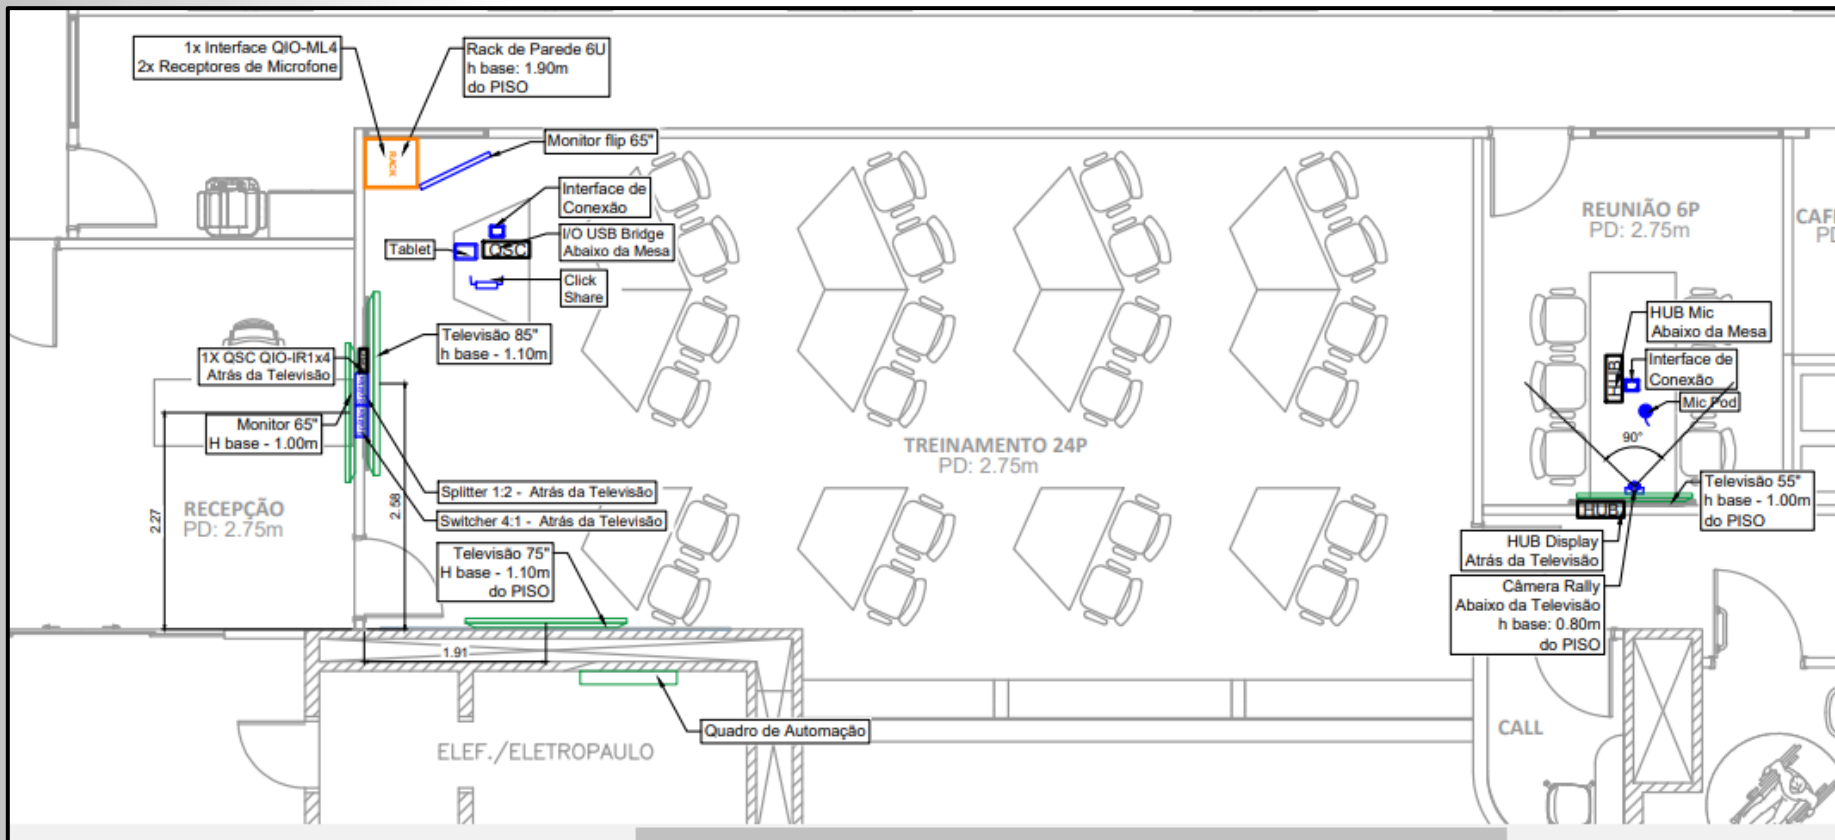 1x Interface QIO-ML4
2x Receptores de Microfone
Rack de Parede 6U
h base: 1.90m
do PISO
RACK
Monitor flip 65"
Interface de
Conexão
Tablet
QSC
I/O USB Bridge
Abaixo da Mesa
Click
Share
Televisão 85"
h base - 1.10m
1X QSC QIO-IR1x4
Atrás da Televisão
Monitor 65"
H base - 1.00m
RECEPÇÃO
PD: 2.75m
2.27
2.58
Splitter 1:2 - Atrás da Televisão
Switcher 4:1 - Atrás da Televisão
Televisão 75"
H base - 1.10m
do PISO
1.91
TREINAMENTO 24P
PD: 2.75m
Quadro de Automação
ELEF./ELETROPAULO
REUNIÃO 6P
PD: 2.75m
HUB Mic
Abaixo da Mesa
HUB
Interface de
Conexão
Mic Pod
90°
Televisão 55"
h base - 1.00m
do PISO
HUB
HUB Display
Atrás da Televisão
Câmera Rally
Abaixo da Televisão
h base: 0.80m
do PISO
CALL